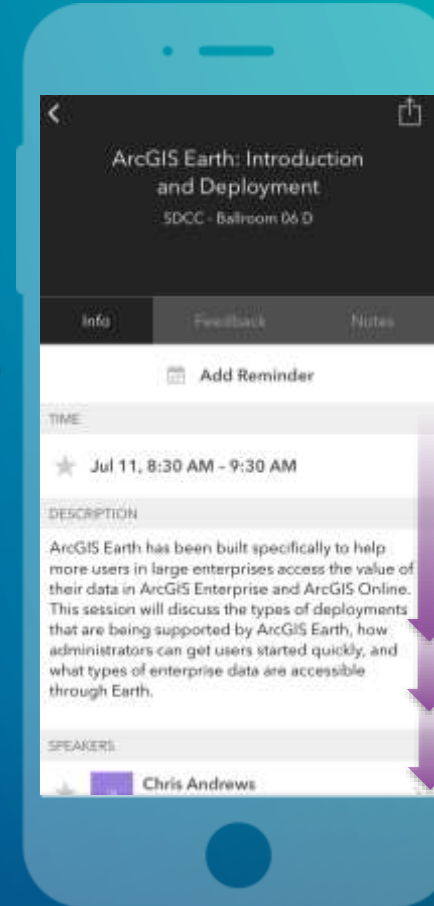 ArcGIS Earth: Introduction
and Deployment
SDCC - Ballroom 06 D
Info
Feedback
Notes
Add Reminder
TIME
Jul 11, 8:30 AM - 9:30 AM
DESCRIPTION
ArcGIS Earth has been built specifically to help
more users in large enterprises access the value of
their data in ArcGIS Enterprise and ArcGIS Online.
This session will discuss the types of deployments
that are being supported by ArcGIS Earth, how
administrators can get users started quickly, and
what types of enterprise data are accessible
through Earth.
SPEAKERS
Chris Andrews